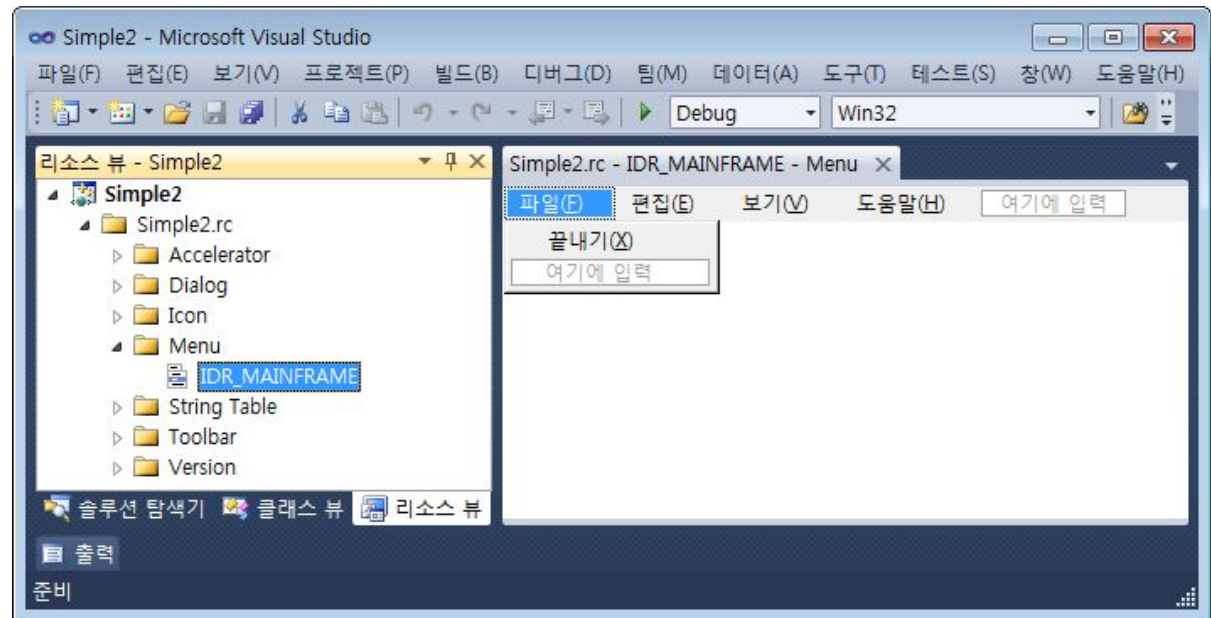 Simple2 - Microsoft Visual Studio
파일(F) 편집(E) 보기(V) 프로젝트(P) 빌드(B) 디버그(D) 팀(M) 데이터(A) 도구(T) 테스트(S) 창(W) 도움말(H)
Debug Win32
리소스 뷰 - Simple2
Simple2
Simple2.rc
Accelerator
Dialog
Icon
Menu
IDR_MAINFRAME
String Table
Toolbar
Version
솔루션 탐색기 클래스 뷰 리소스 뷰
Simple2.rc - IDR_MAINFRAME - Menu
파일(F) 편집(E) 보기(V) 도움말(H) 여기에 입력
끝내기(X)
여기에 입력
출력
준비